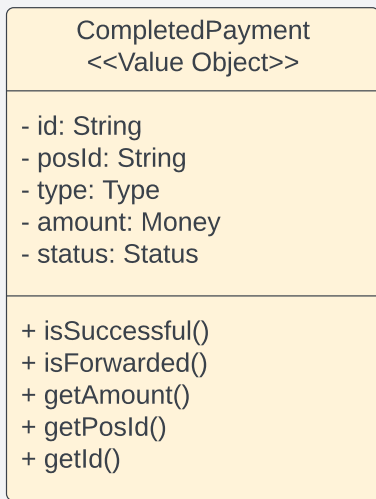 CompletedPayment
<<Value Object>>
- id: String
- posId: String
- type: Type
- amount: Money
- status: Status
+ isSuccessful()
+ isForwarded()
+ getAmount()
+ getPosId()
+ getId()